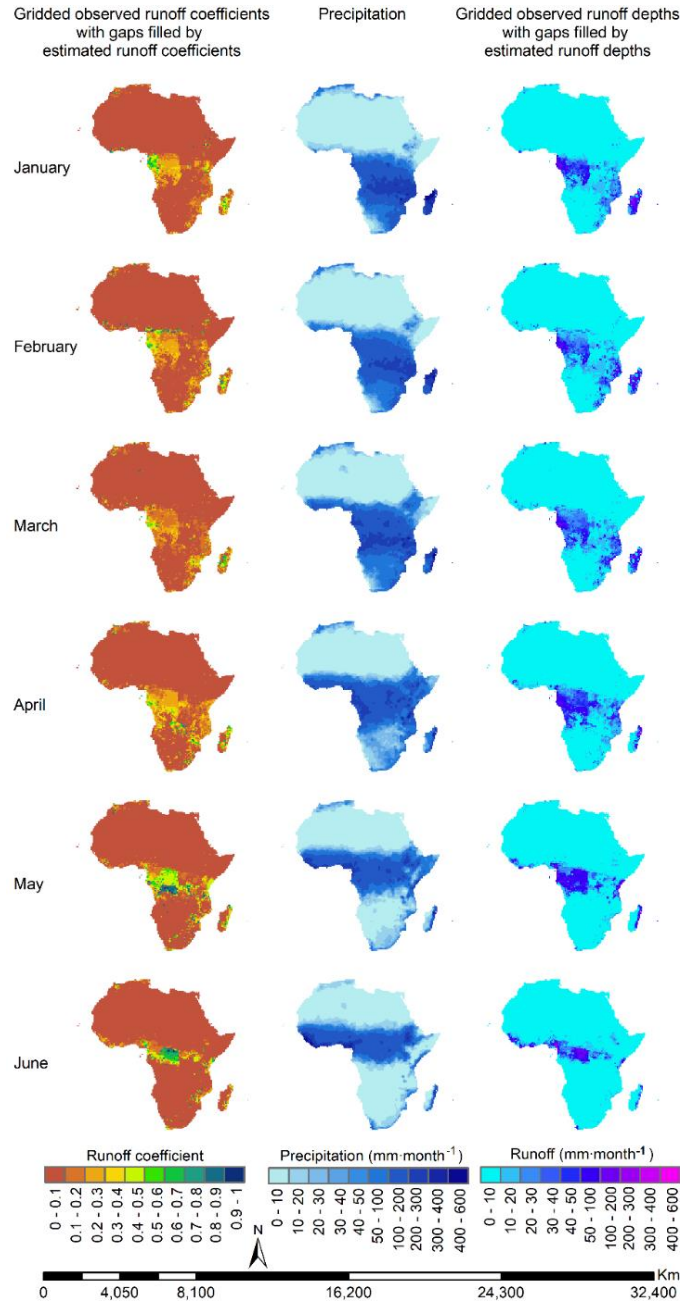 Gridded observed runoff coefficients
with gaps filled by
estimated runoff coefficients
Precipitation
Gridded observed runoff depths
with gaps filled by
estimated runoff depths
January
February
March
April
May
June
Runoff coefficient
0 - 0.1
0.1 - 0.2
0.2 - 0.3
0.3 - 0.4
0.4 - 0.5
0.5 - 0.6
0.6 - 0.7
0.7 - 0.8
0.8 - 0.9
0.9 - 1
Precipitation (mm·month⁻¹)
0 - 10
10 - 20
20 - 30
30 - 40
40 - 50
50 - 100
100 - 200
200 - 300
300 - 400
400 - 600
Runoff (mm·month⁻¹)
0 - 10
10 - 20
20 - 30
30 - 40
40 - 50
50 - 100
100 - 200
200 - 300
300 - 400
400 - 600
N
Km
0 4,050 8,100 16,200 24,300 32,400